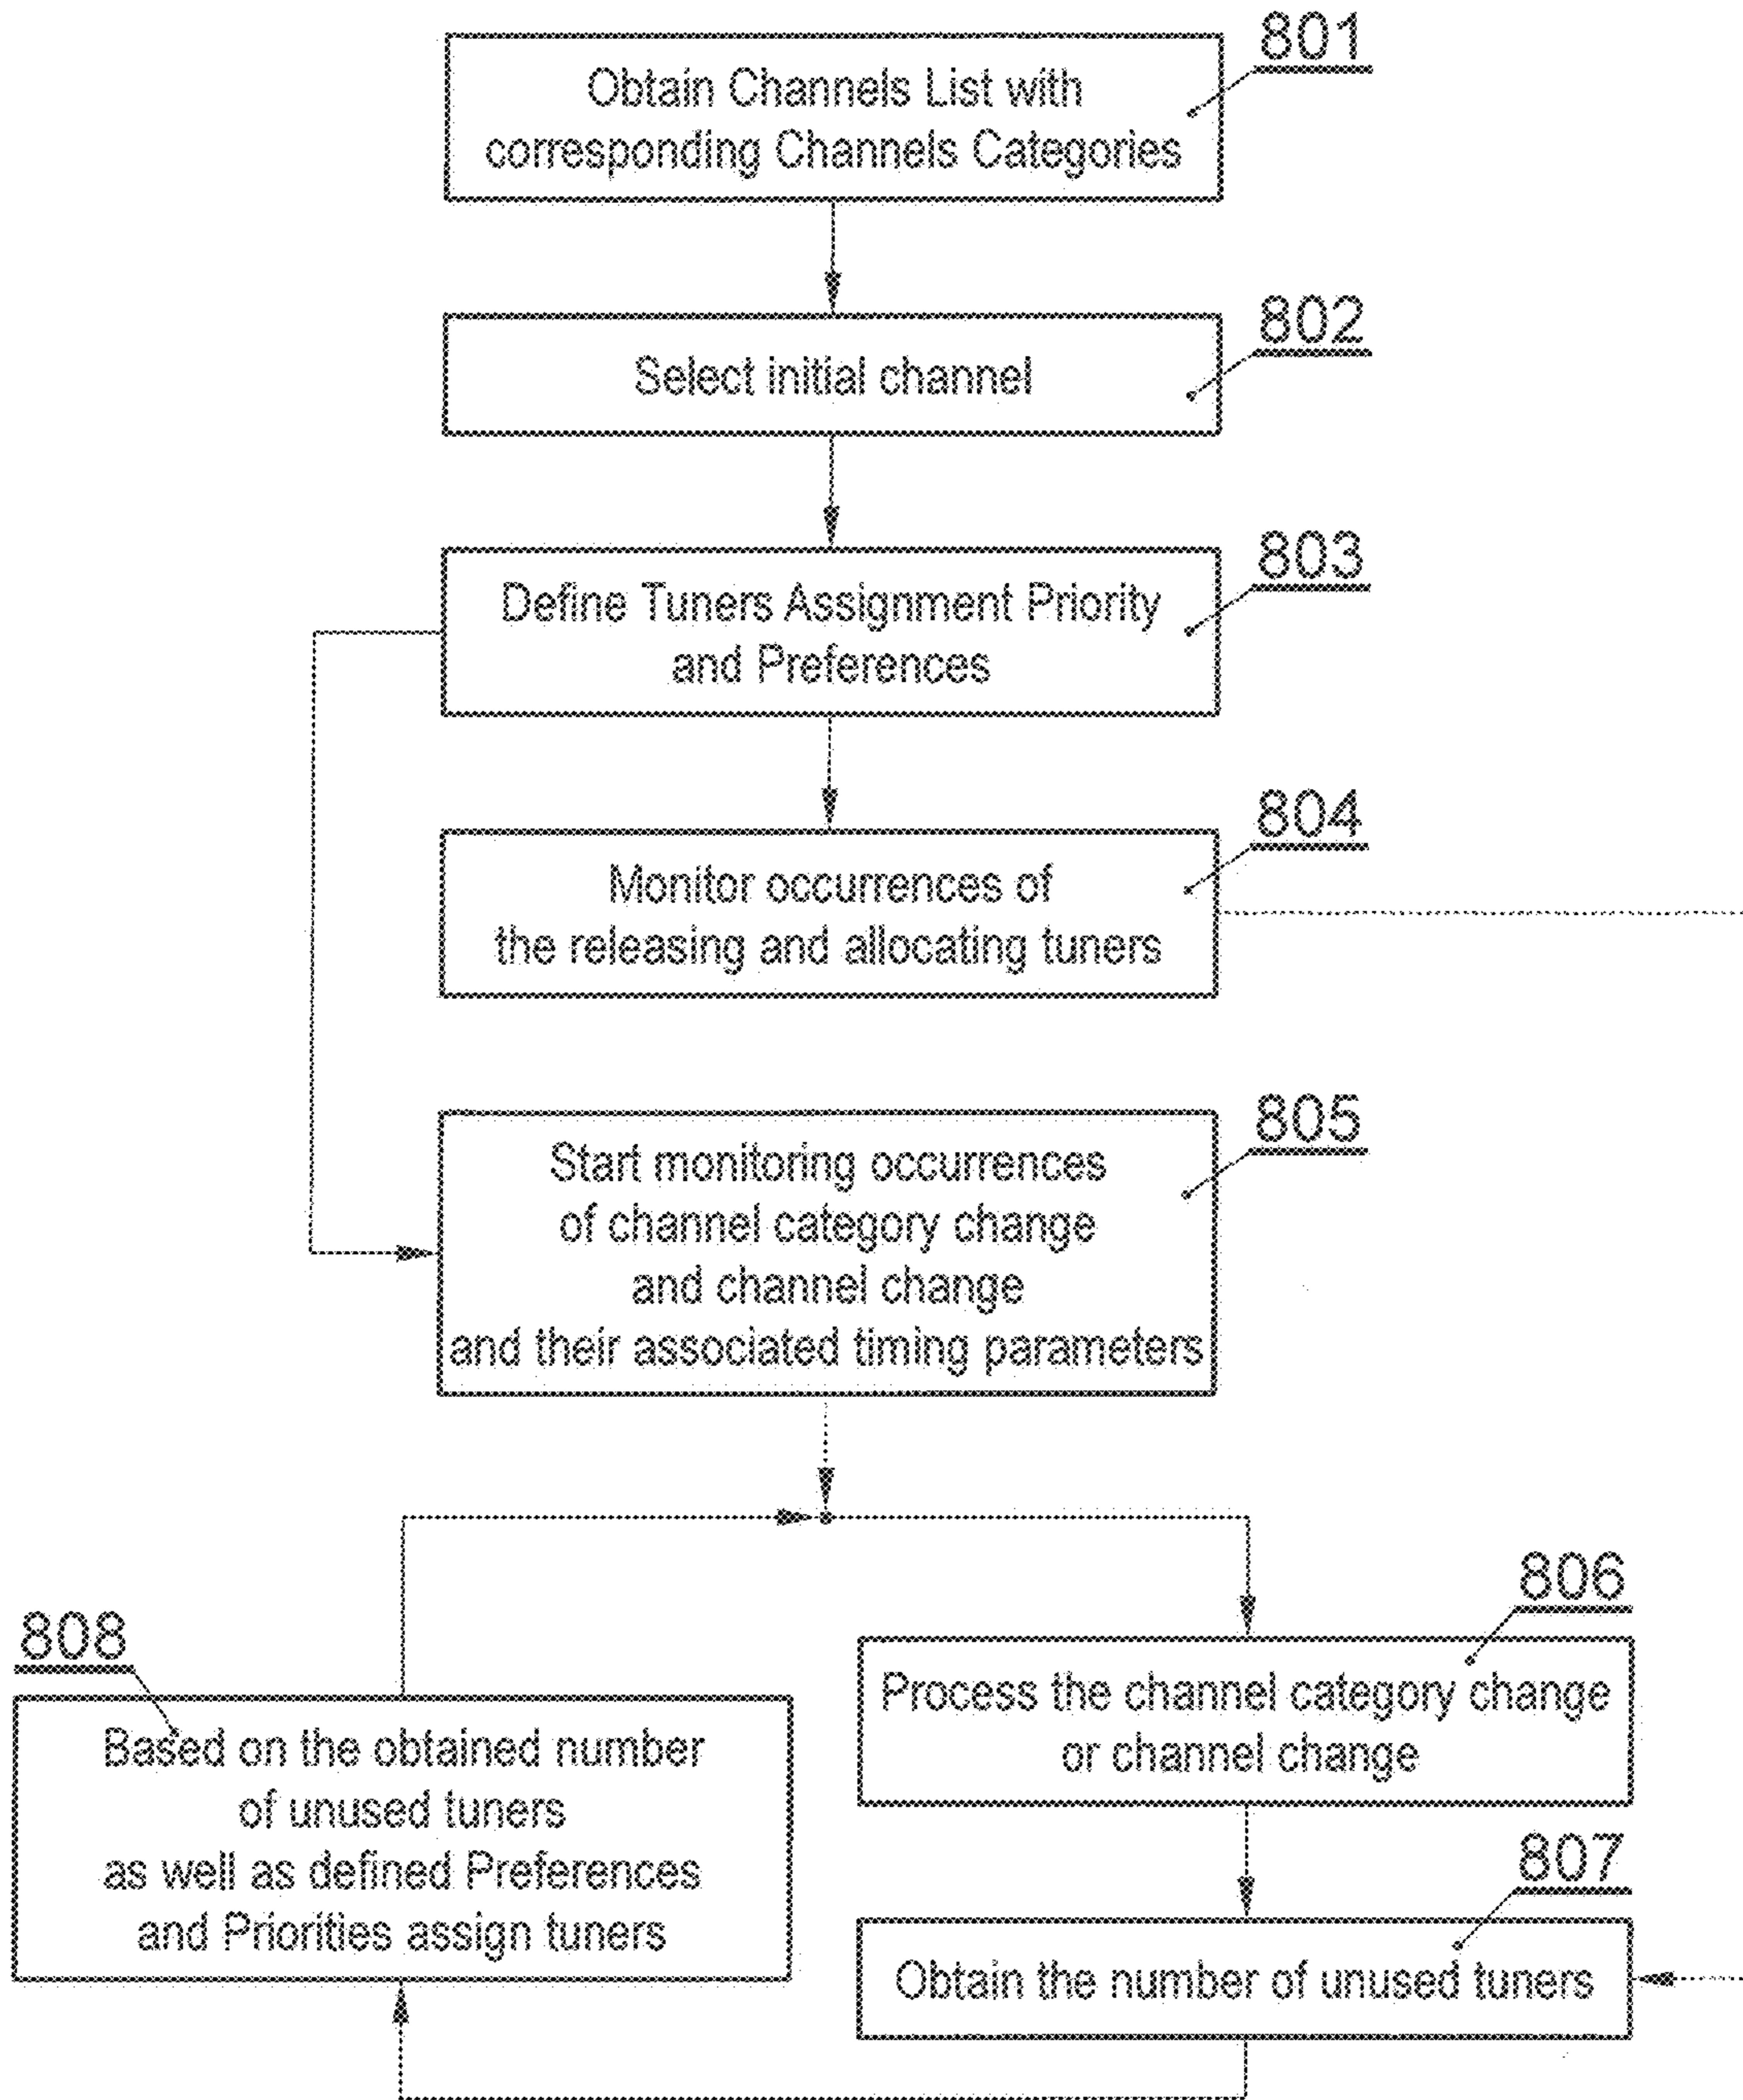 801
Obtain Channels List with
corresponding Channels Categories
802
Select initial channel
803
Define Tuners Assignment Priority
and Preferences
804
Monitor occurrences of
the releasing and allocating tuners
805
Start monitoring occurrences
of channel category change
and channel change
and their associated timing parameters
806
Process the channel category change
or channel change
807
Obtain the number of unused tuners
808
Based on the obtained number
of unused tuners
as well as defined Preferences
and Priorities assign tuners